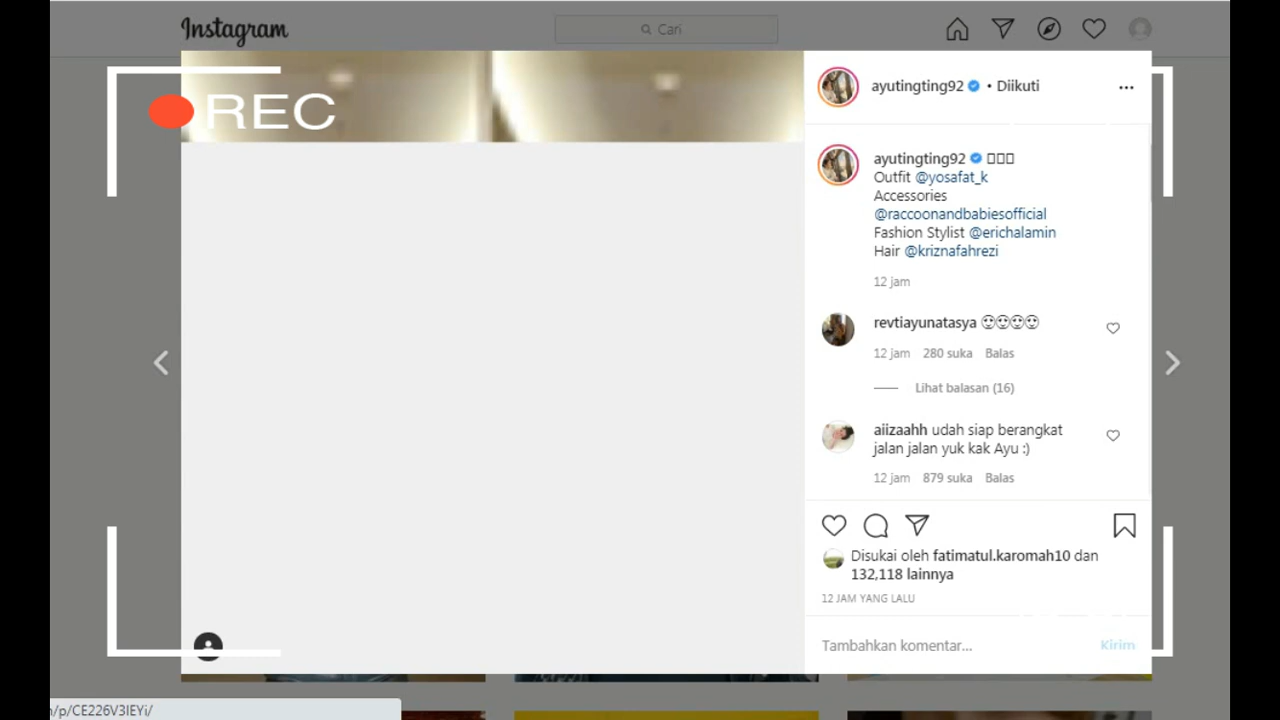 Instagram
Cari
REC
ayutingting92 • Diikuti
ayutingting92
Outfit @yosafat_k
Accessories
@raccoonandbabiesofficial
Fashion Stylist @erichalamin
Hair @kriznafahrezi
12 jam
revtiayunatasya
12 jam 280 suka Balas
Lihat balasan (16)
aiizaahh udah siap berangkat
jalan jalan yuk kak Ayu :)
12 jam 879 suka Balas
Disukai oleh fatimatul.karomah10 dan
132,118 lainnya
12 JAM YANG LALU
Tambahkan komentar... Kirim
/p/CE226V3IEYi/